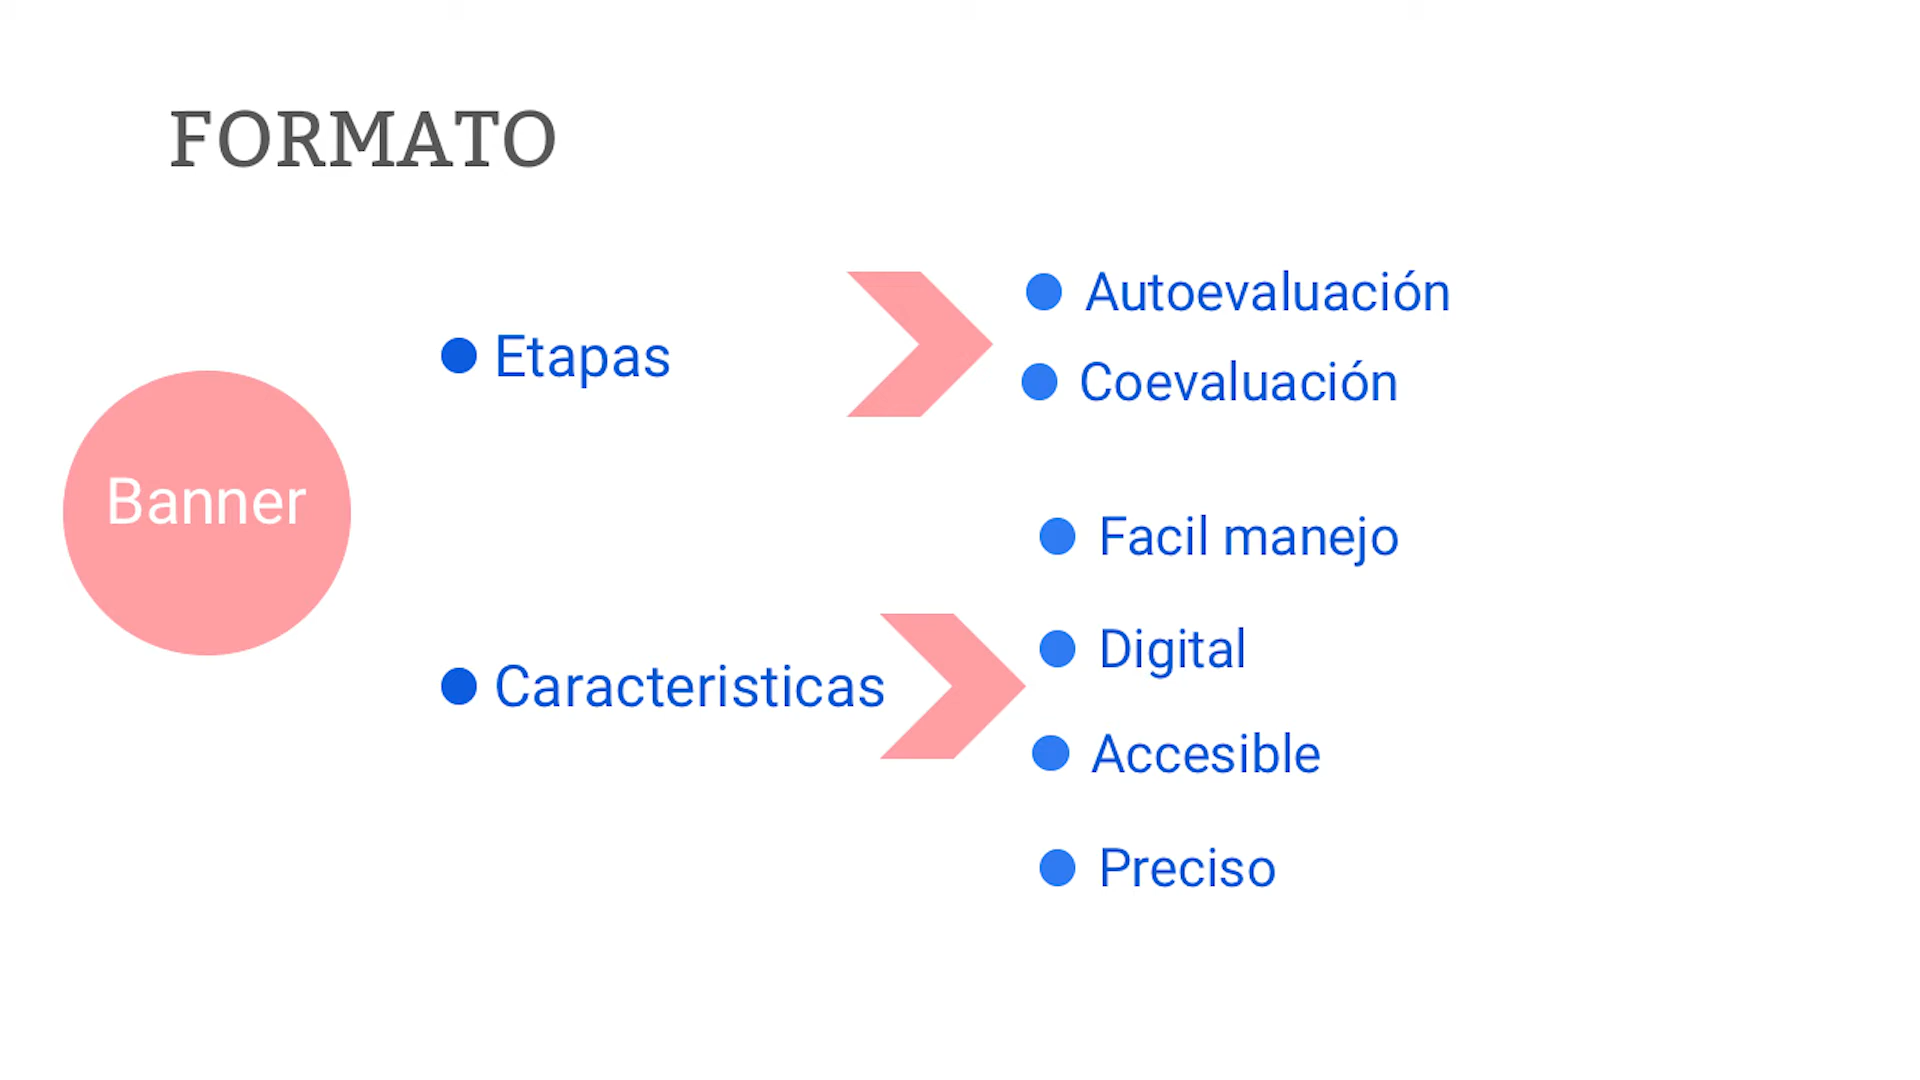 FORMATO
Banner
Etapas
Autoevaluación
Coevaluación
Caracteristicas
Facil manejo
Digital
Accesible
Preciso